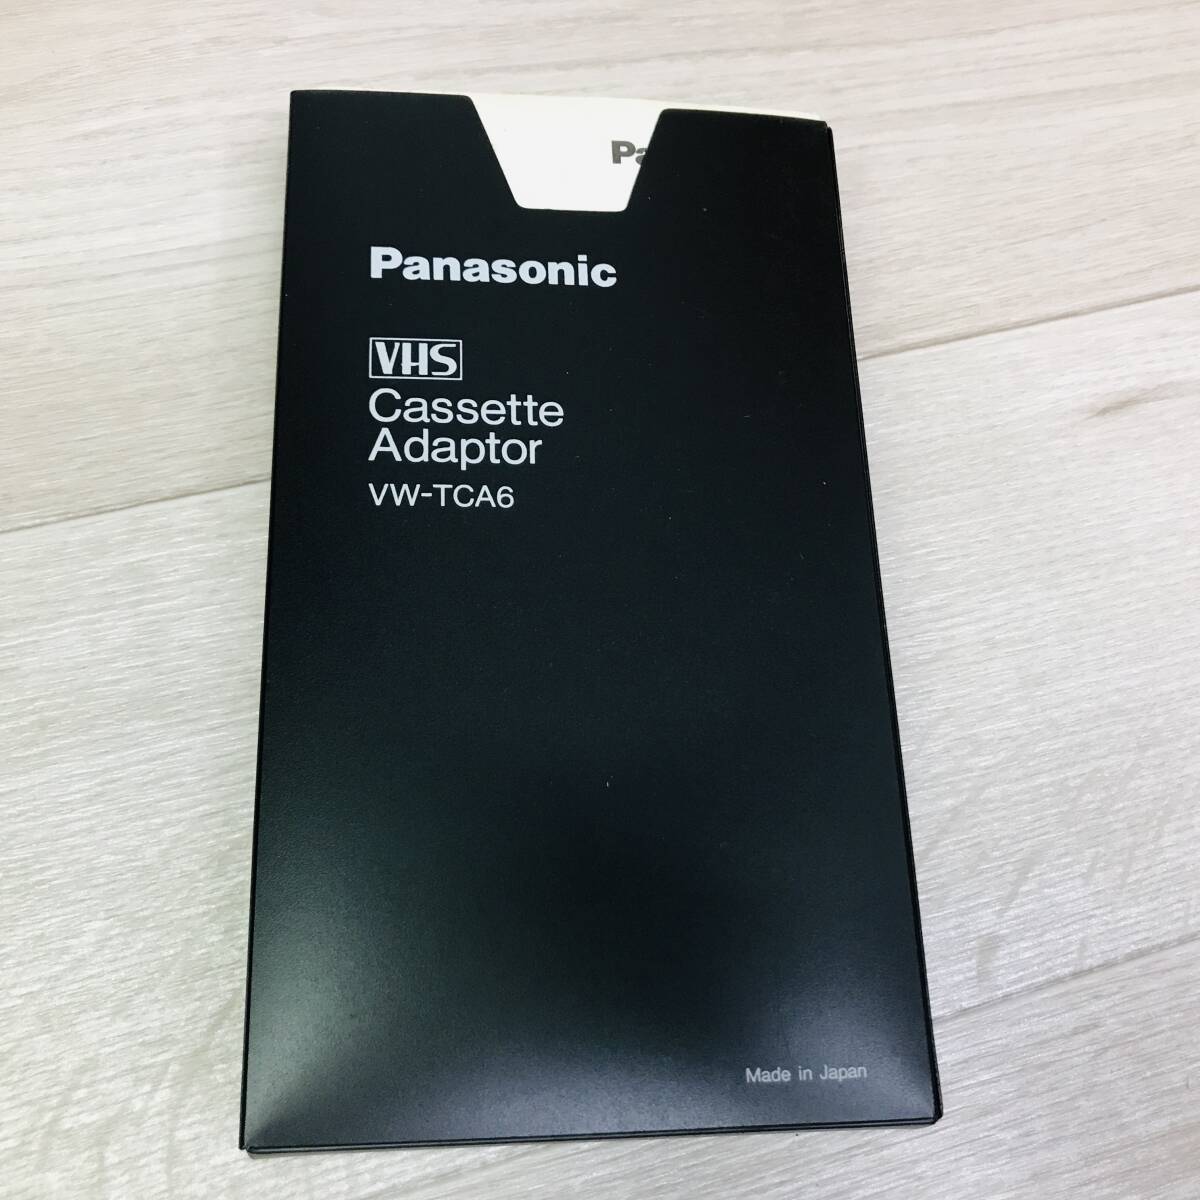 Pa
Panasonic
VHS
Cassette
Adaptor
VW-TCA6
Made in Japan